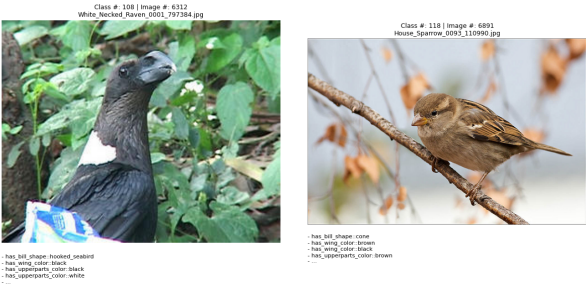 Class #: 108 | Image #: 6312
White_Necked_Raven_0001_797384.jpg
- has_bill_shape::hooked_seabird
- has_wing_color::black
- has_upperparts_color::black
- has_upperparts_color::white
- ...
Class #: 118 | Image #: 6891
House_Sparrow_0093_110990.jpg
- has_bill_shape::cone
- has_wing_color::brown
- has_wing_color::black
- has_upperparts_color::brown
- ...